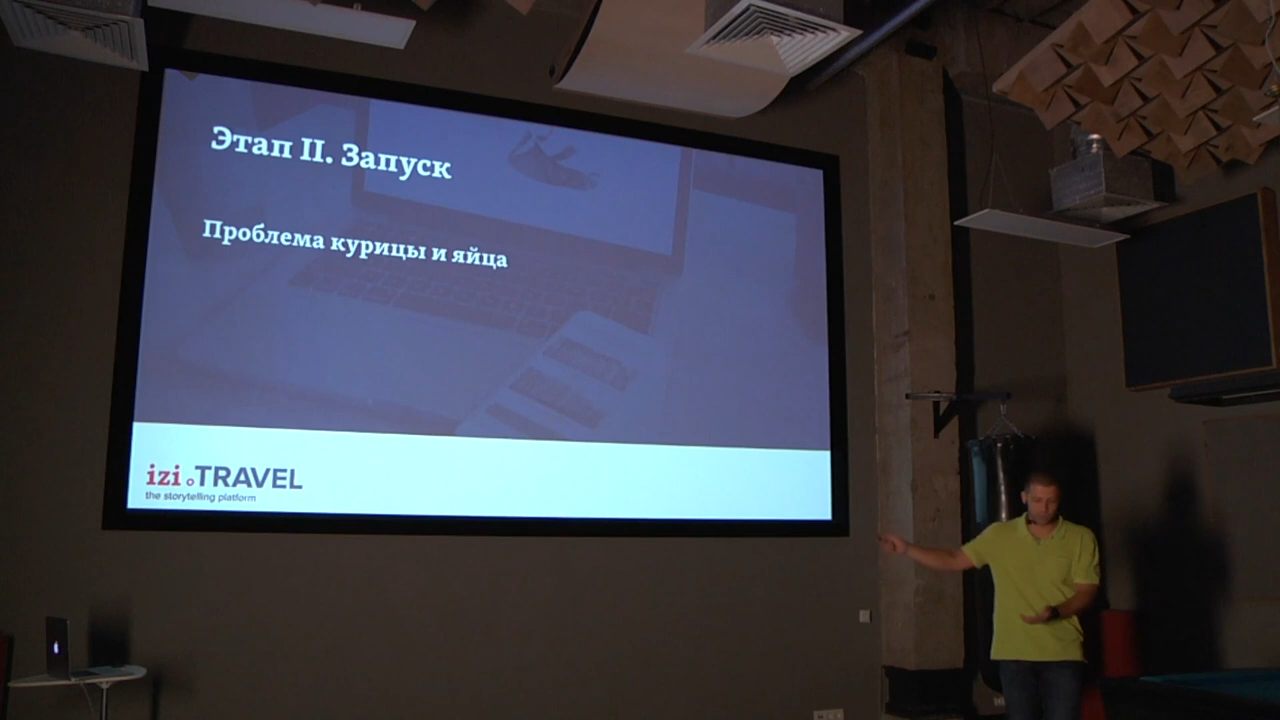 Этап II. Запуск
Проблема курицы и яйца
izi.TRAVEL
the storytelling platform